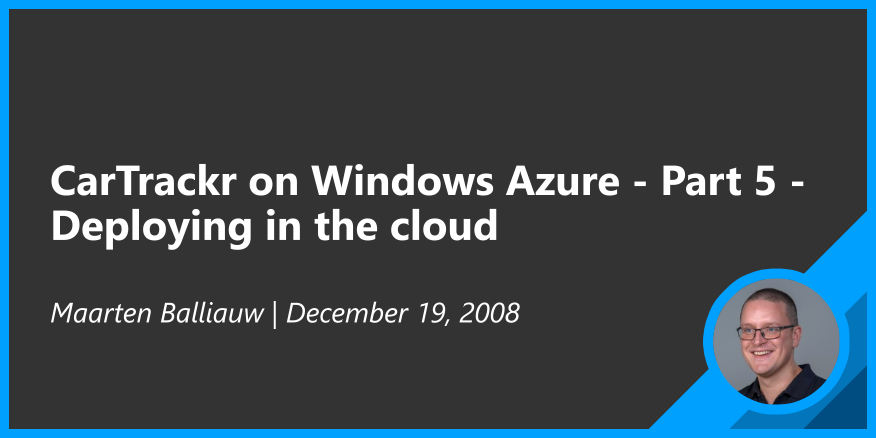 CarTrackr on Windows Azure - Part 5 -
Deploying in the cloud
Maarten Balliauw | December 19, 2008